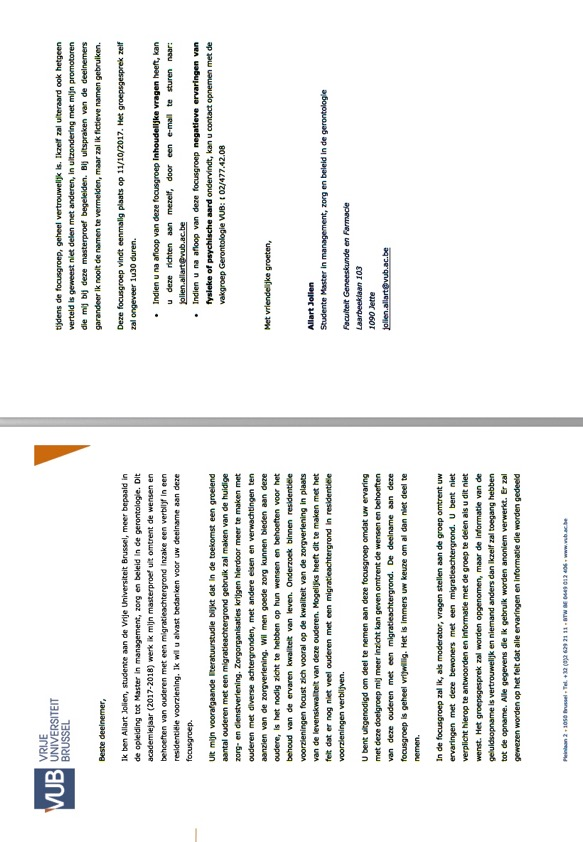 VRIJE
UNIVERSITEIT
BRUSSEL
VUB
Beste deelnemer,
Ik ben Allart Jolien, studente aan de Vrije Universiteit Brussel, meer bepaald in
de opleiding tot Master in management, zorg en beleid in de gerontologie. Dit
academiejaar (2017-2018) werk ik mijn masterproef uit omtrent de wensen en
behoeften van ouderen met een migratieachtergrond inzake een verblijf in een
residentiële voorziening. Ik wil u alvast bedanken voor uw deelname aan deze
focusgroep.
Uit mijn voorafgaande literatuurstudie blijkt dat in de toekomst een groeiend
aantal ouderen met een migratieachtergrond gebruik zal maken van de huidige
zorg- en dienstverlening. Zorgorganisaties krijgen hierdoor meer te maken met
ouderen met diverse achtergronden, met andere eisen en verwachtingen ten
aanzien van de zorgverlening. Wil men goede zorg kunnen bieden aan deze
oudere, is het nodig zicht te hebben op hun wensen en behoeften voor het
behoud van de ervaren kwaliteit van leven. Onderzoek binnen residentiële
voorzieningen focust zich vooral op de kwaliteit van de zorgverlening in plaats
van de levenskwaliteit van deze ouderen. Mogelijks heeft dit te maken met het
feit dat er nog niet veel ouderen met een migratieachtergrond in residentiële
voorzieningen verblijven.
U bent uitgenodigd om deel te nemen aan deze focusgroep omdat uw ervaring
met deze doelgroep mij meer inzicht kan geven omtrent de wensen en behoeften
van deze ouderen met een migratieachtergrond. De deelname aan deze
focusgroep is geheel vrijwillig. Het is immers uw keuze om al dan niet deel te
nemen.
In de focusgroep zal ik, als moderator, vragen stellen aan de groep omtrent uw
ervaringen met deze bewoners met een migratieachtergrond. U bent niet
verplicht hierop te antwoorden en informatie met de groep te delen als u dit niet
wenst. Het groepsgesprek zal worden opgenomen, maar de informatie van de
geluidsopname is vertrouwelijk en niemand anders dan ikzelf zal toegang hebben
tot de opname. Alle gegevens die ik gebruik worden anoniem verwerkt. Er zal
gewezen worden op het feit dat alle ervaringen en informatie die worden gedeeld
Pleinlaan 2 - 1050 Brussel - Tel. +32 (0)2 629 21 11 - BTW BE 0449 012 406 - www.vub.ac.be
tijdens de focusgroep, geheel vertrouwelijk is. Ikzelf zal uiteraard ook hetgeen
verteld is geweest niet delen met anderen, in uitzondering met mijn promotoren
die mij bij deze masterproef begeleiden. Bij uitspraken van de deelnemers
garandeer ik nooit de namen te vermelden, maar zal ik fictieve namen gebruiken.
Deze focusgroep vindt eenmalig plaats op 11/10/2017. Het groepsgesprek zelf
zal ongeveer 1u30 duren.
• Indien u na afloop van deze focusgroep inhoudelijke vragen heeft, kan
u deze richten aan mezelf, door een e-mail te sturen naar:
jolien.allart@vub.ac.be
• Indien u na afloop van deze focusgroep negatieve ervaringen van
fysieke of psychische aard ondervindt, kan u contact opnemen met de
vakgroep Gerontologie VUB: t 02/477.42.08
Met vriendelijke groeten,
Allart Jolien
Studente Master in management, zorg en beleid in de gerontologie
Faculteit Geneeskunde en Farmacie
Laarbeeklaan 103
1090 Jette
jolien.allart@vub.ac.be